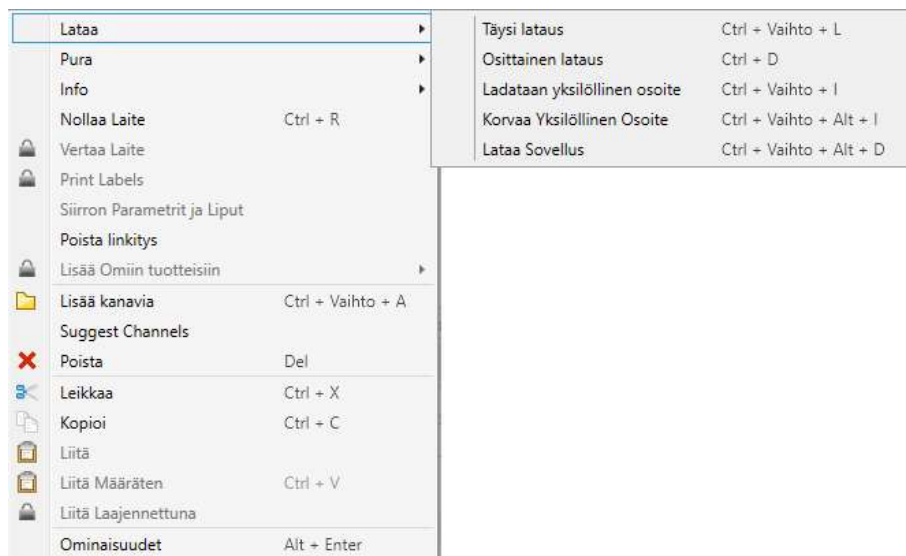 Lataa
Pura
Info
Nollaa Laite Ctrl + R
Vertaa Laite
Print Labels
Siirron Parametrit ja Liput
Poista linkitys
Lisää Omiin tuotteisiin
Lisää kanavia Ctrl + Vaihto + A
Suggest Channels
Poista Del
Leikkaa Ctrl + X
Kopioi Ctrl + C
Liitä
Liitä Määräten Ctrl + V
Liitä Laajennettuna
Ominaisuudet Alt + Enter
Täysi lataus Ctrl + Vaihto + L
Osittainen lataus Ctrl + D
Ladataan yksilöllinen osoite Ctrl + Vaihto + I
Korvaa Yksilöllinen Osoite Ctrl + Vaihto + Alt + I
Lataa Sovellus Ctrl + Vaihto + Alt + D